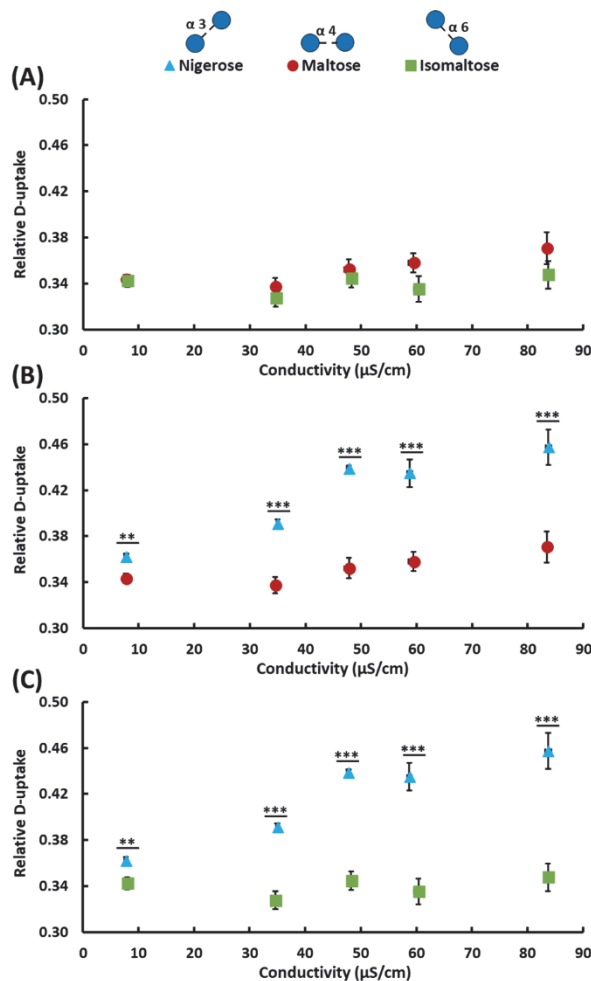 α 3 α 4 α 6
Nigerose Maltose Isomaltose
(A)
0.50
0.46
0.42
0.38
0.34
0.30
Relative D-uptake
0 10 20 30 40 50 60 70 80 90
Conductivity (µS/cm)
(B)
0.50
0.46
0.42
0.38
0.34
0.30
Relative D-uptake
** *** *** *** ***
0 10 20 30 40 50 60 70 80 90
Conductivity (µS/cm)
(C)
0.50
0.46
0.42
0.38
0.34
0.30
Relative D-uptake
** *** *** *** ***
0 10 20 30 40 50 60 70 80 90
Conductivity (µS/cm)